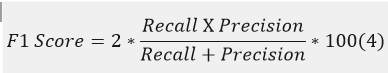 F1 Score = 2 * Recall X Precision / Recall + Precision * 100(4)